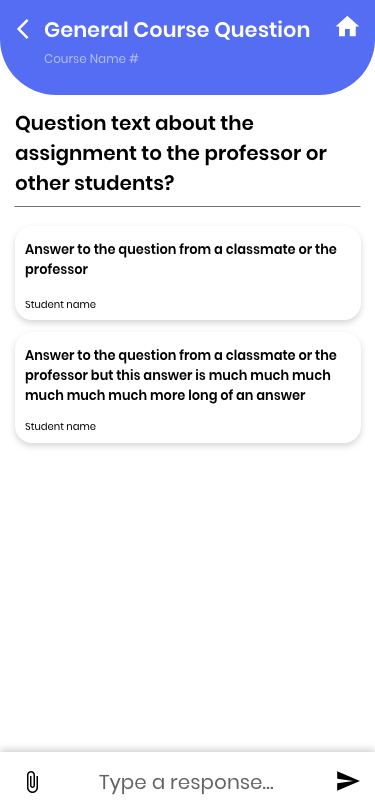 General Course Question
Course Name #
Question text about the
assignment to the professor or
other students?
Answer to the question from a classmate or the
professor
Student name
Answer to the question from a classmate or the
professor but this answer is much much much
much much much more long of an answer
Student name
Type a response...